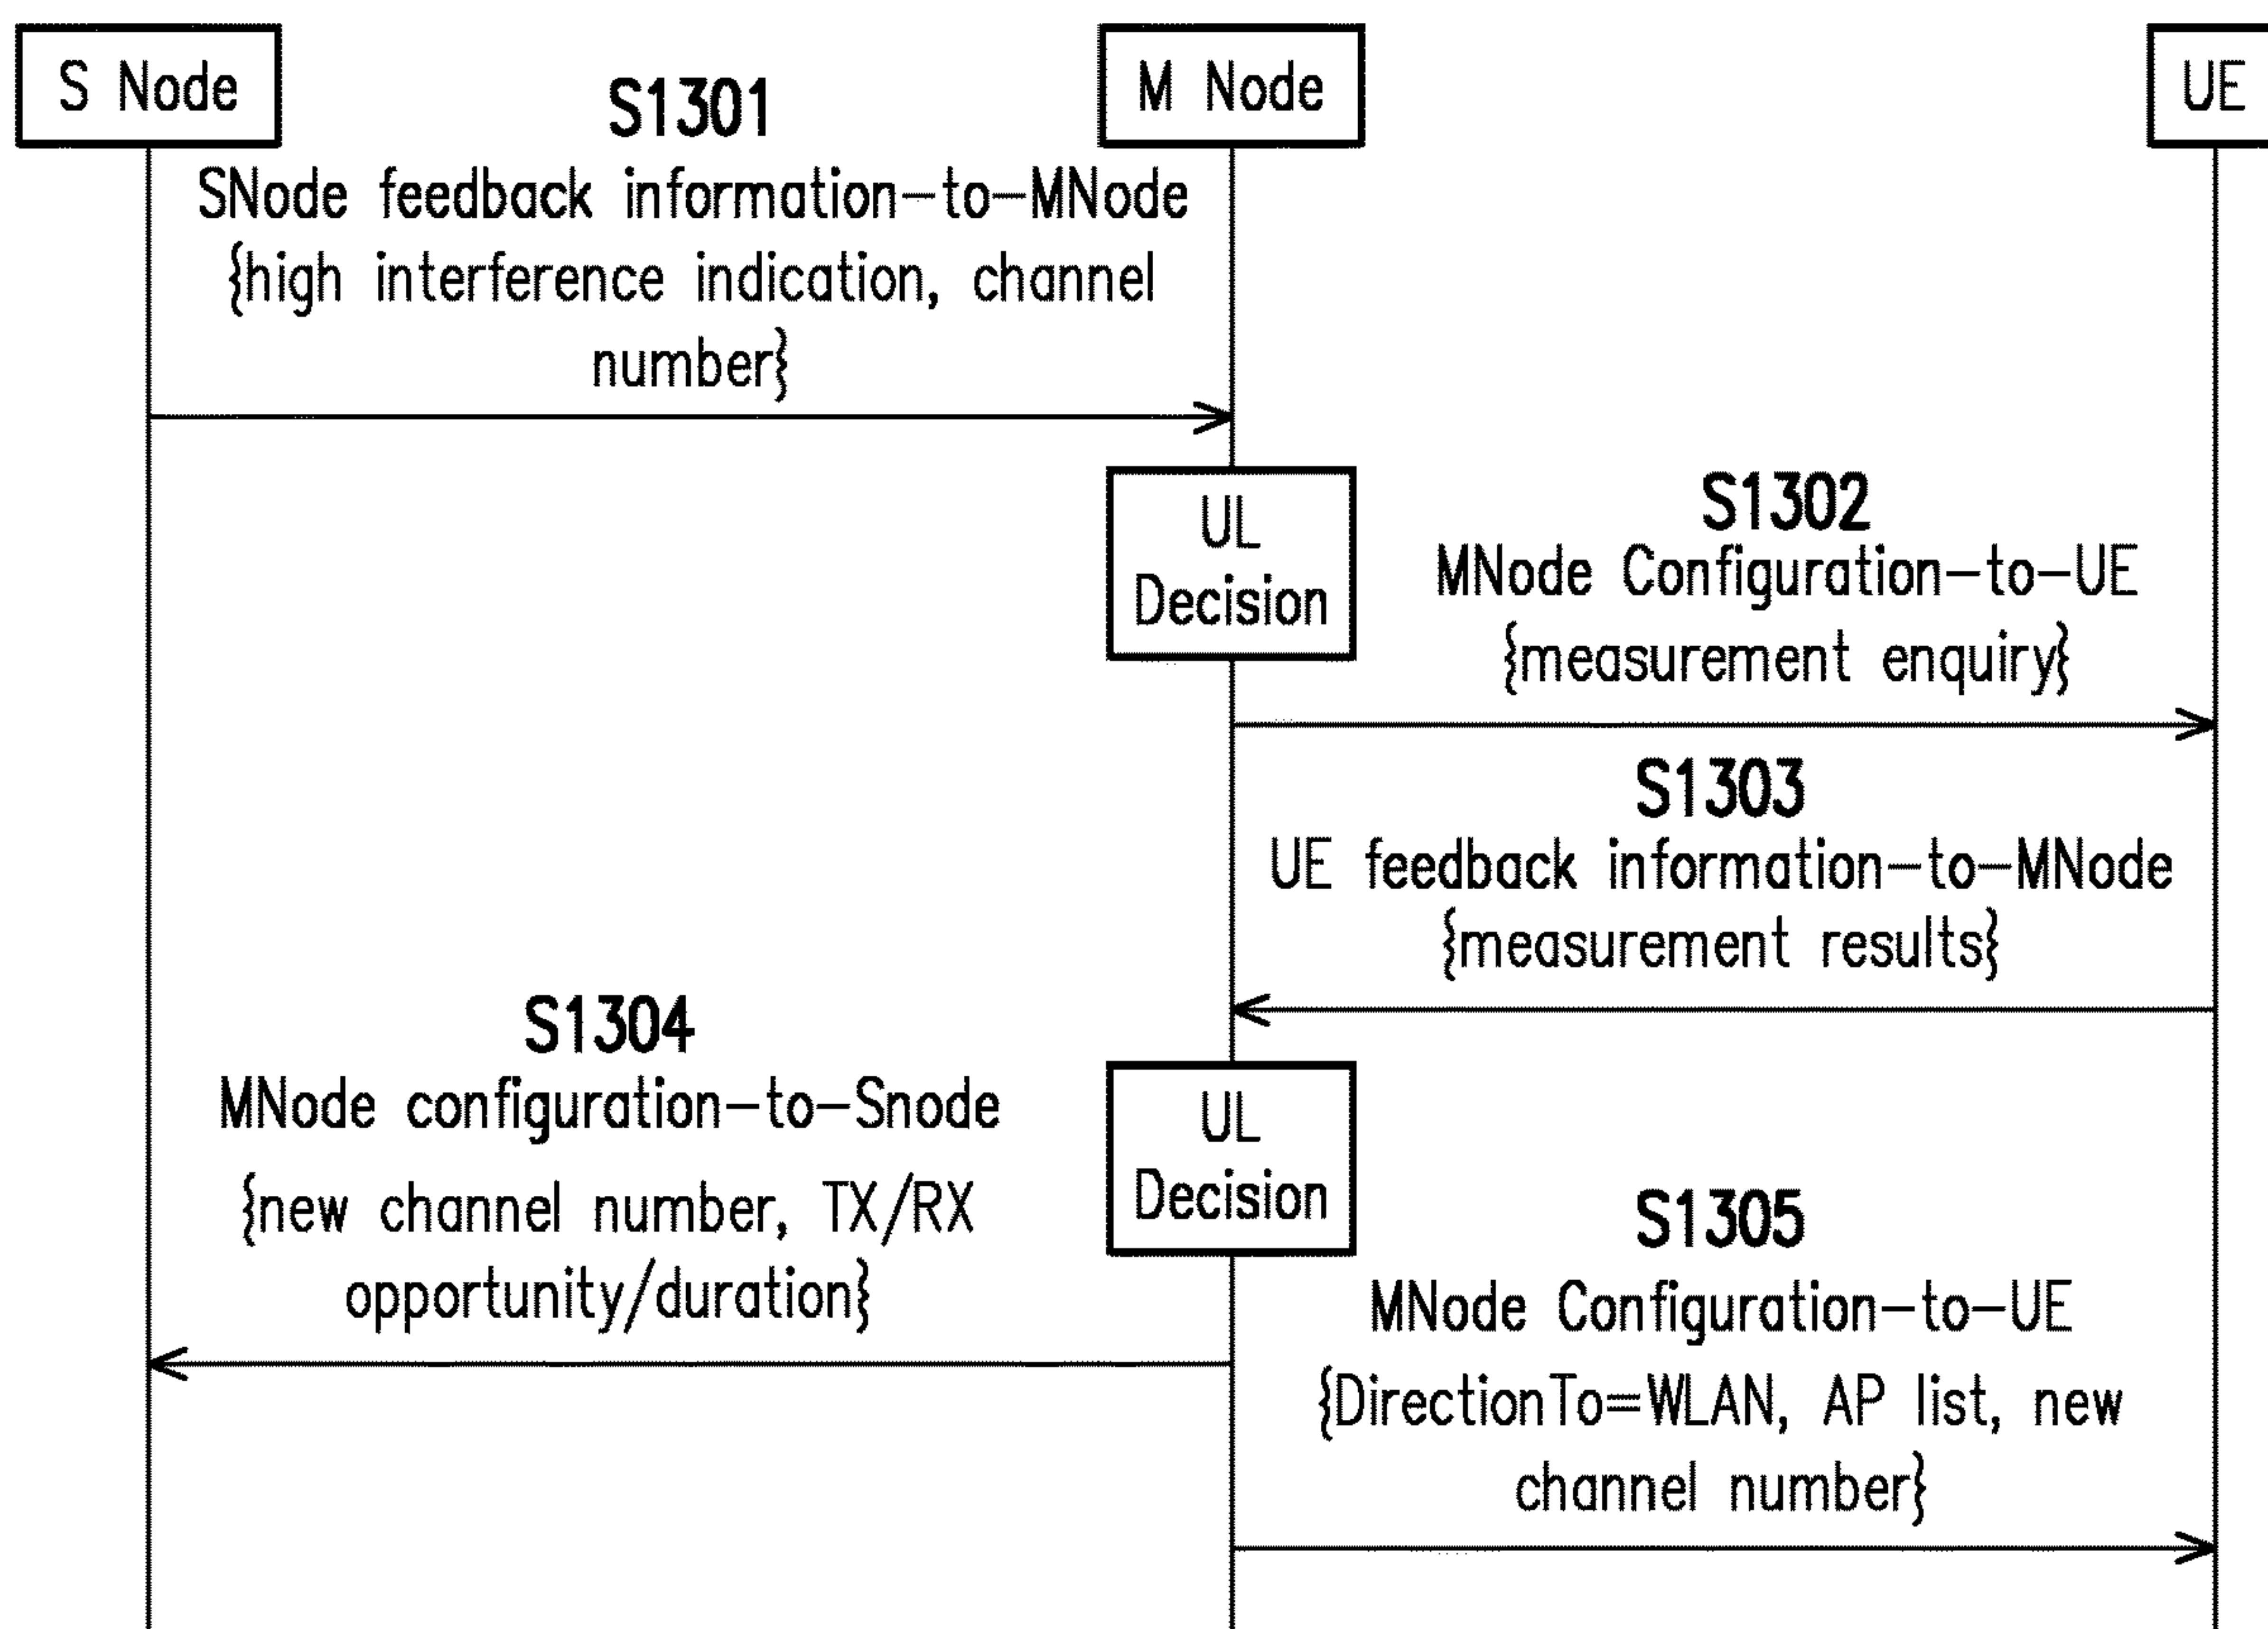 S Node
M Node
UE
S1301
SNode feedback information-to-MNode
{high interference indication, channel
number}
UL
Decision
S1302
MNode Configuration-to-UE
{measurement enquiry}
S1303
UE feedback information-to-MNode
{measurement results}
UL
Decision
S1304
MNode configuration-to-Snode
{new channel number, TX/RX
opportunity/duration}
S1305
MNode Configuration-to-UE
{DirectionTo=WLAN, AP list, new
channel number}